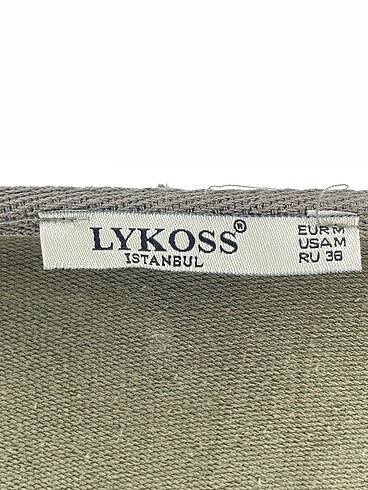 LYKOSS®
ISTANBUL
EUR M
USA M
RU 38